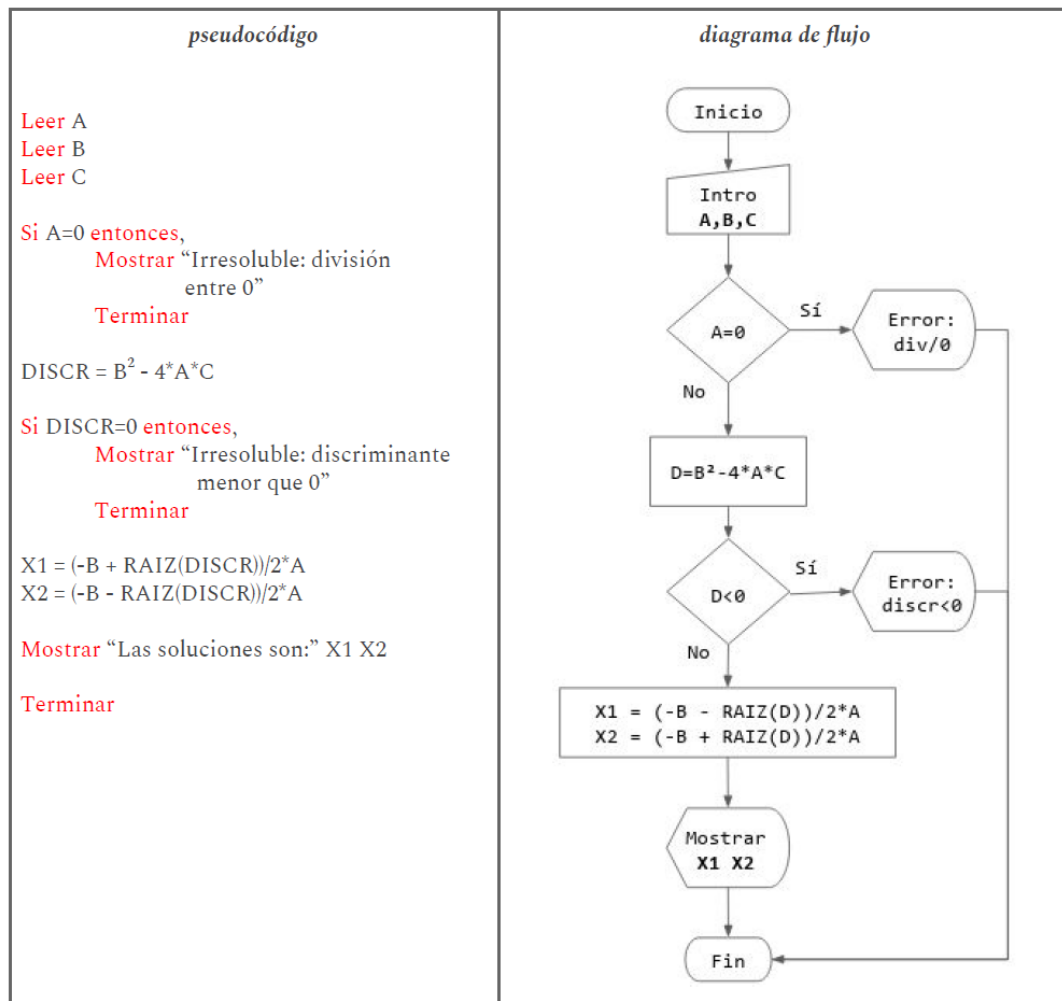 pseudocódigo
Leer A
Leer B
Leer C
Si A=0 entonces,
Mostrar “Irresoluble: división
entre 0”
Terminar
DISCR = B² - 4*A*C
Si DISCR=0 entonces,
Mostrar “Irresoluble: discriminante
menor que 0”
Terminar
X1 = (-B + RAIZ(DISCR))/2*A
X2 = (-B - RAIZ(DISCR))/2*A
Mostrar “Las soluciones son:” X1 X2
Terminar
diagrama de flujo
Inicio
Intro
A,B,C
A=0
Sí
Error:
div/0
No
D=B²-4*A*C
D<0
Sí
Error:
discr<0
No
X1 = (-B - RAIZ(D))/2*A
X2 = (-B + RAIZ(D))/2*A
Mostrar
X1 X2
Fin